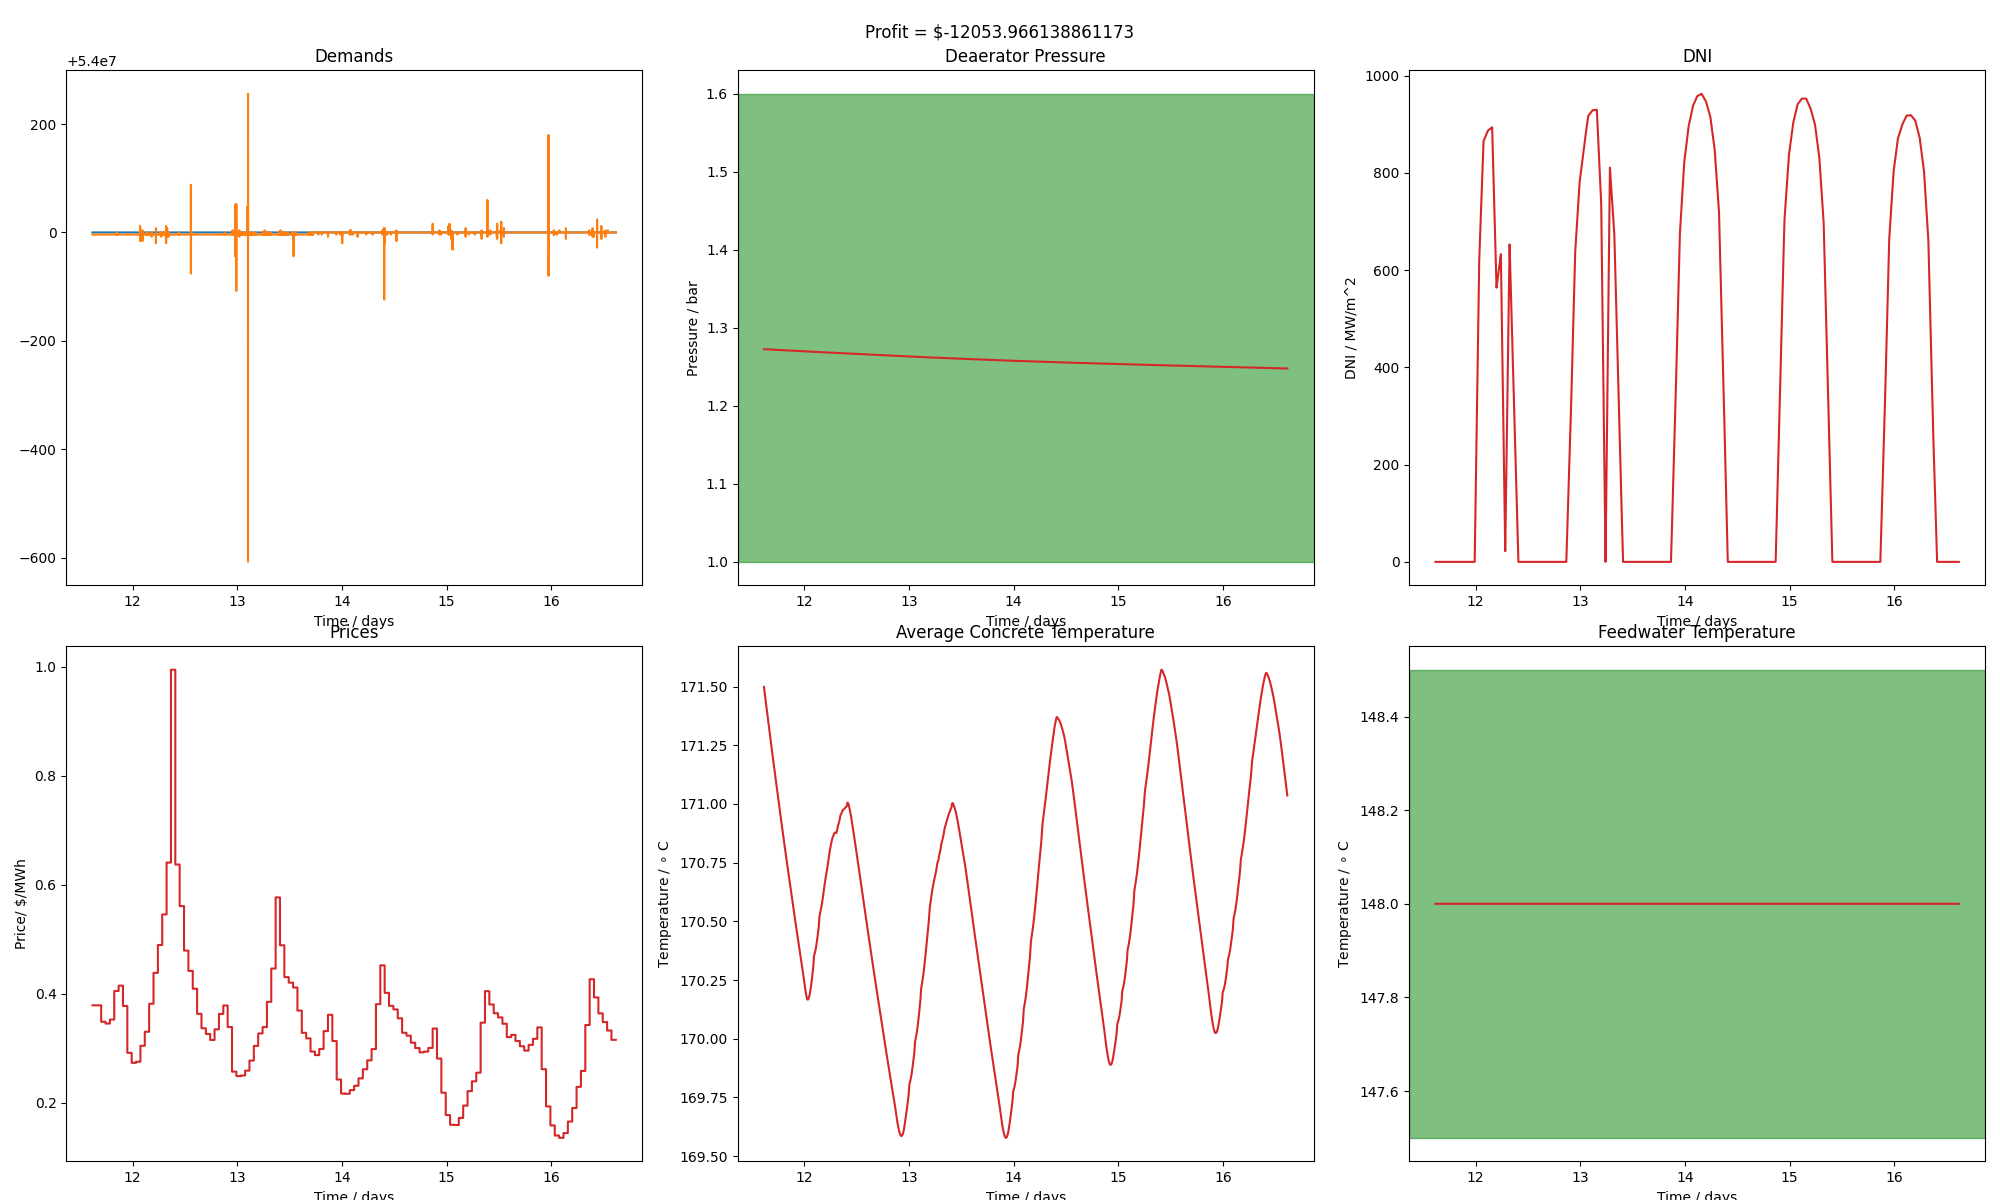 Profit = $-12053.966138861173
Demands
+5.4e7
200
0
−200
−400
−600
12 13 14 15 16
Time / days
Deaerator Pressure
Pressure / bar
1.6
1.5
1.4
1.3
1.2
1.1
1.0
12 13 14 15 16
Time / days
DNI
DNI / MW/m^2
1000
800
600
400
200
0
12 13 14 15 16
Time / days
Prices
Price/ $/MWh
1.0
0.8
0.6
0.4
0.2
12 13 14 15 16
Time / days
Average Concrete Temperature
Temperature / ∘ C
171.50
171.25
171.00
170.75
170.50
170.25
170.00
169.75
169.50
12 13 14 15 16
Time / days
Feedwater Temperature
Temperature / ∘ C
148.4
148.2
148.0
147.8
147.6
12 13 14 15 16
Time / days